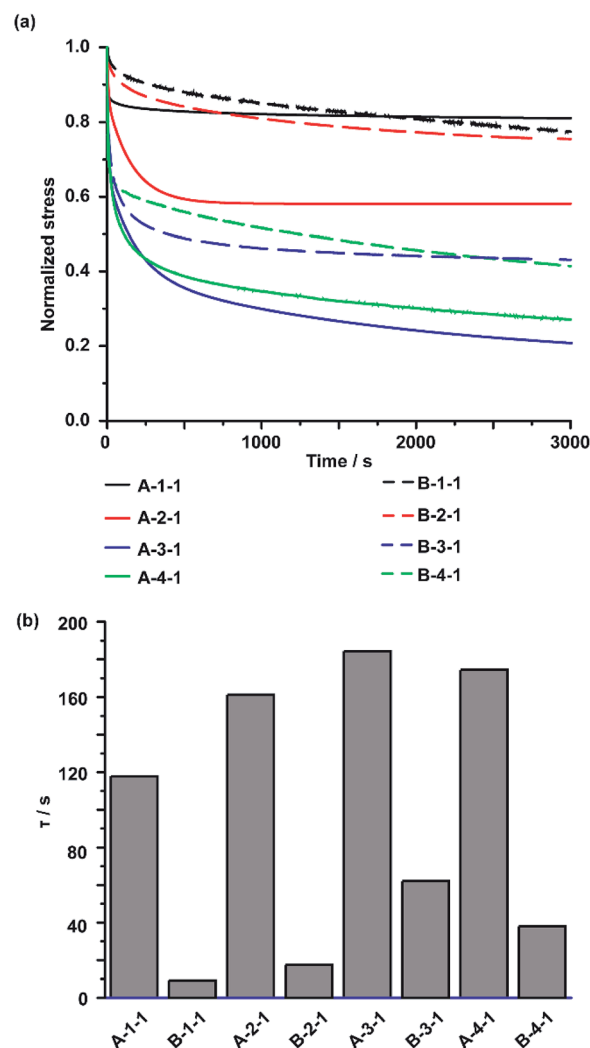 (a)
1.0
0.8
0.6
0.4
0.2
0.0
Normalized stress
0 1000 2000 3000
Time / s
A-1-1 B-1-1
A-2-1 B-2-1
A-3-1 B-3-1
A-4-1 B-4-1
(b)
200
160
120
80
40
0
τ / s
A-1-1 B-1-1 A-2-1 B-2-1 A-3-1 B-3-1 A-4-1 B-4-1